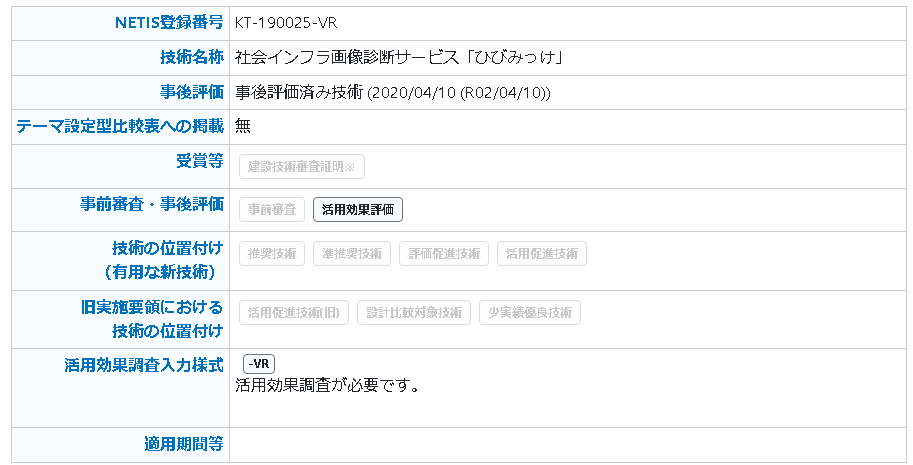 NETIS登録番号 KT-190025-VR
技術名称 社会インフラ画像診断サービス「ひびみっけ」
事後評価 事後評価済み技術 (2020/04/10 (R02/04/10))
テーマ設定型比較表への掲載 無
受賞等 建設技術審査証明※
事前審査・事後評価 事前審査 活用効果評価
技術の位置付け
（有用な新技術） 推奨技術 準推奨技術 評価促進技術 活用促進技術
旧実施要領における
技術の位置付け 活用促進技術(旧) 設計比較対象技術 少実績優良技術
活用効果調査入力様式 -VR
活用効果調査が必要です。
適用期間等